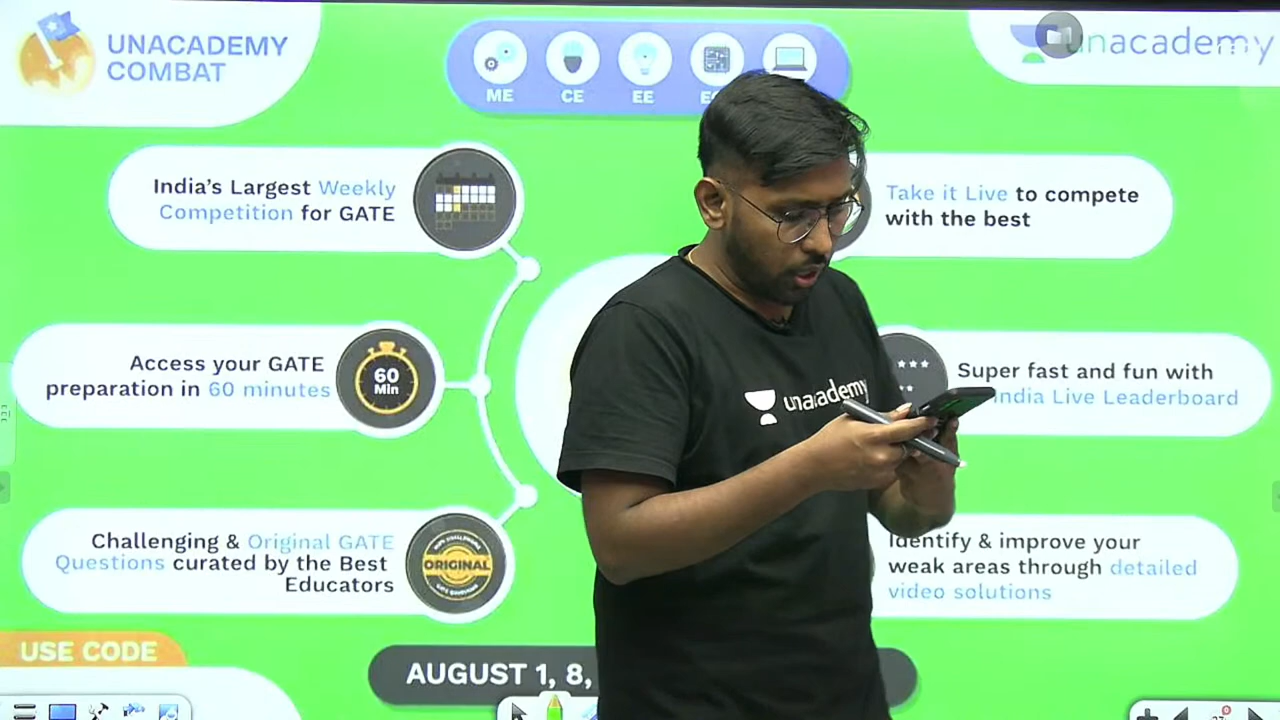 UNACADEMY
COMBAT
ME CE EE
unacademy
India's Largest Weekly
Competition for GATE
Take it Live to compete
with the best
Access your GATE
preparation in 60 minutes
60
Min
Super fast and fun with
India Live Leaderboard
unacademy
Challenging & Original GATE
Questions curated by the Best
Educators
ORIGINAL
Identify & improve your
weak areas through detailed
video solutions
USE CODE
AUGUST 1, 8,